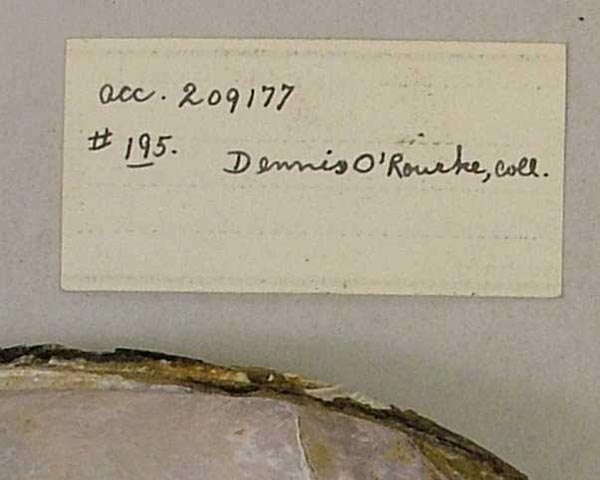 acc. 209177
# 195.
Dennis O'Rourke, coll.